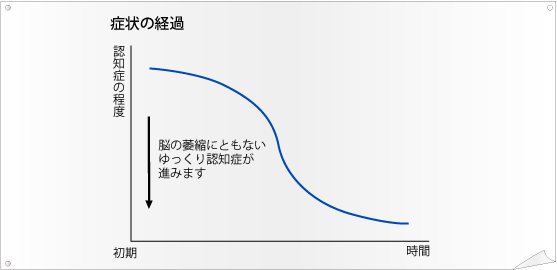 症状の経過
認知症の程度
脳の萎縮にともない
ゆっくり認知症が
進みます
初期
時間